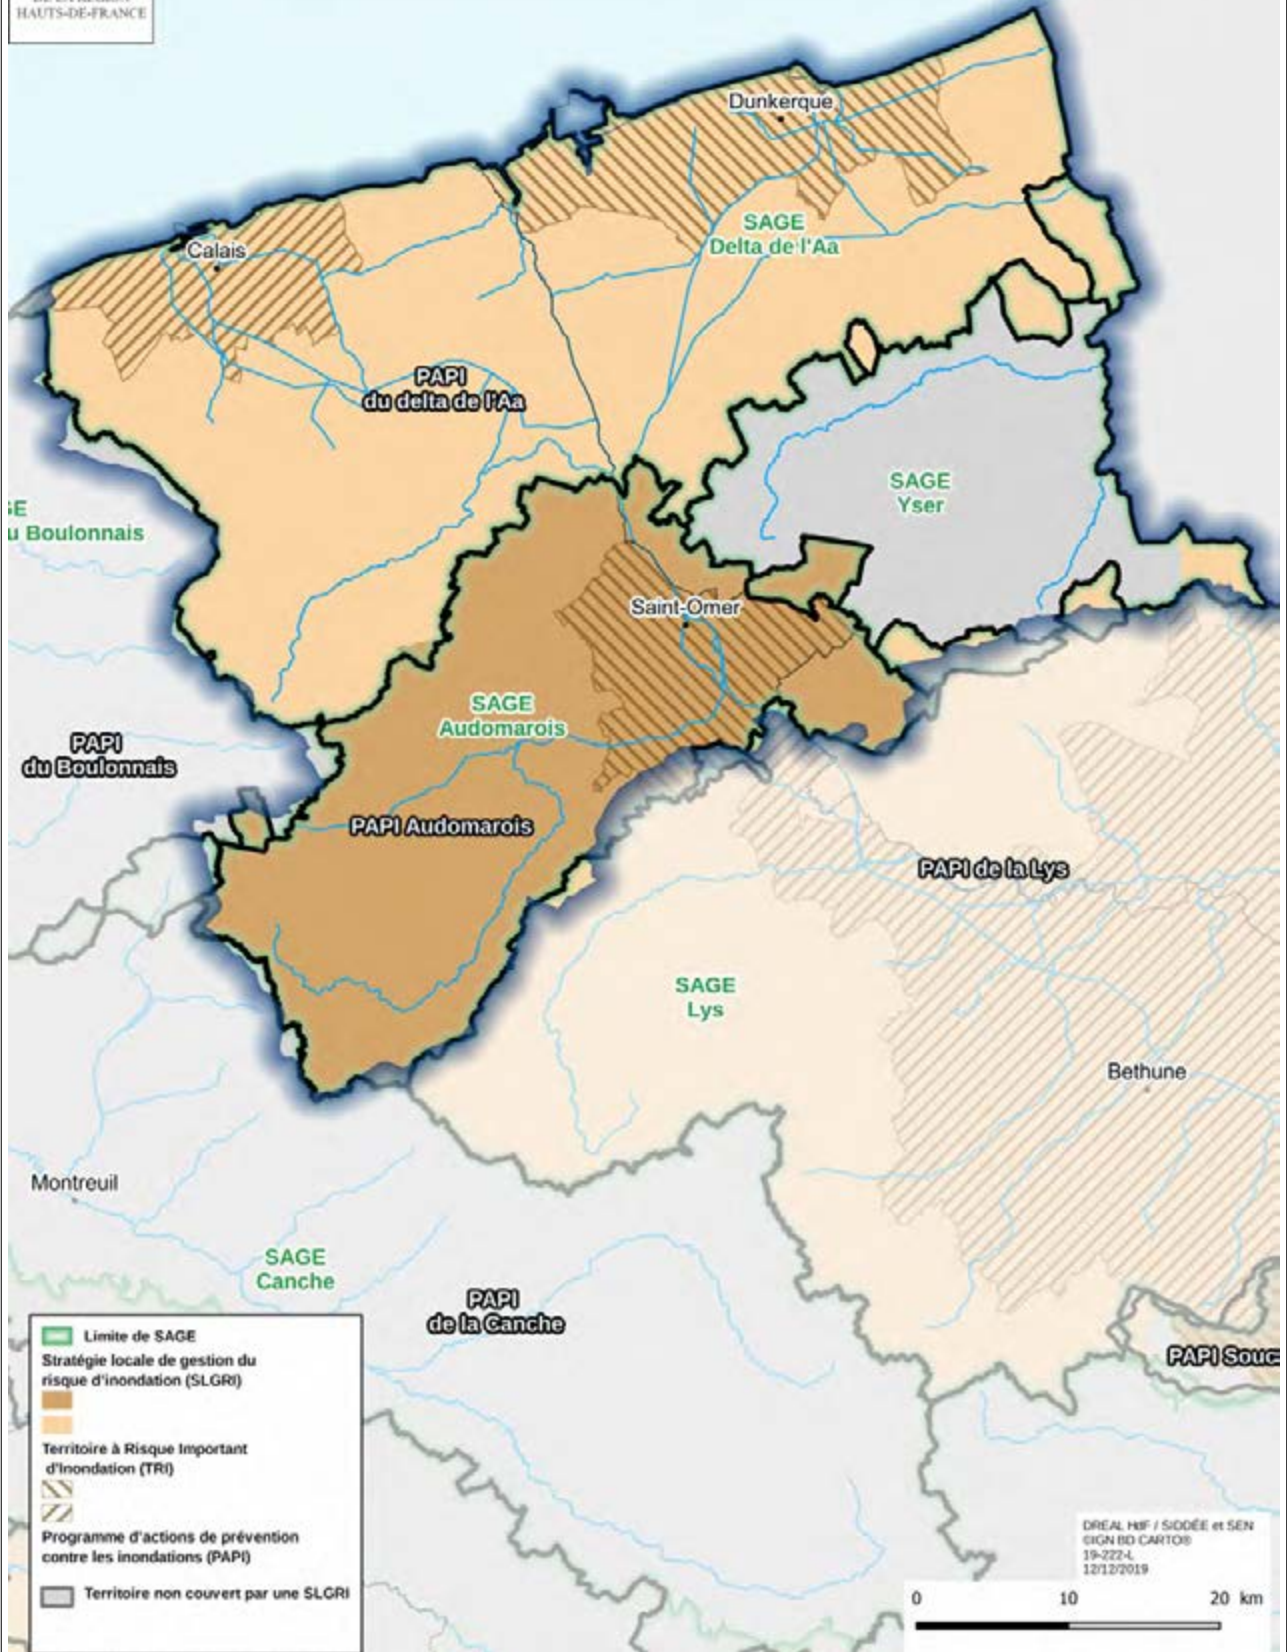 HAUTS-DE-FRANCE
Dunkerque
SAGE
Delta de l'Aa
Calais
PAPI
du delta de l'Aa
SAGE
Yser
u Boulonnais
Saint-Omer
SAGE
Audomarois
PAPI
du Boulonnais
PAPI Audomarois
PAPI de la Lys
SAGE
Lys
Bethune
Montreuil
SAGE
Canche
PAPI
de la Canche
PAPI Souc
Limite de SAGE
Stratégie locale de gestion du
risque d'inondation (SLGRI)
Territoire à Risque Important
d'Inondation (TRI)
Programme d'actions de prévention
contre les inondations (PAPI)
Territoire non couvert par une SLGRI
DREAL HdF / SIDDÉE et SEN
©IGN BD CARTO®
19-222-L
12/12/2019
0 10 20 km